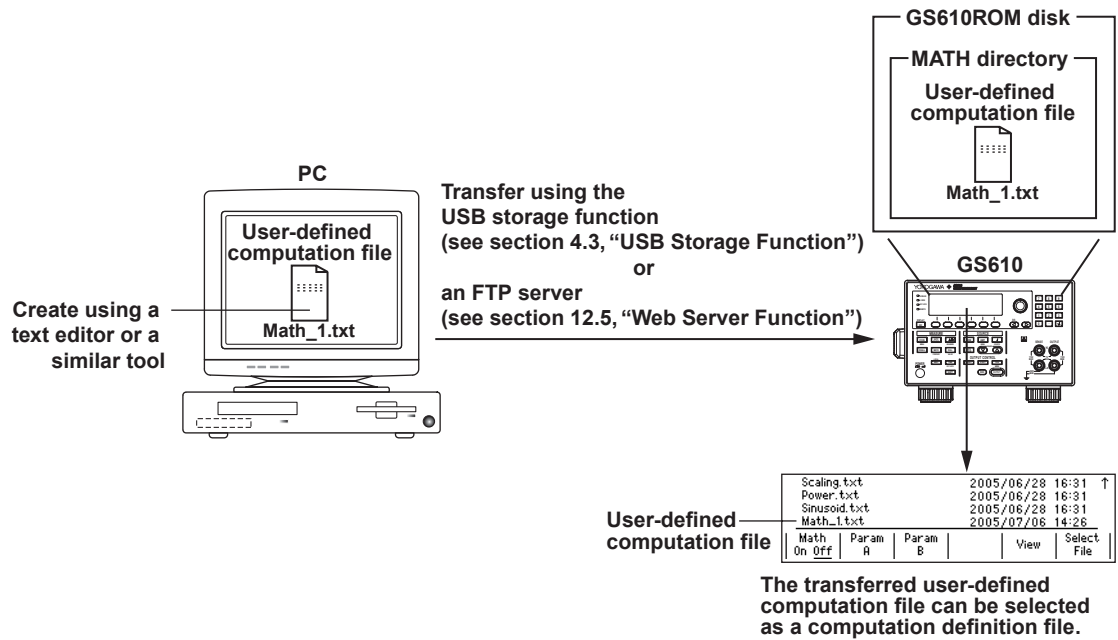 GS610ROM disk
MATH directory
User-defined
computation file
Math_1.txt
PC
User-defined
computation file
Math_1.txt
Create using a
text editor or a
similar tool
Transfer using the
USB storage function
(see section 4.3, “USB Storage Function”)
or
an FTP server
(see section 12.5, “Web Server Function”)
GS610
YOKOGAWA
Scaling.txt 2005/06/28 16:31 ↑
Power.txt 2005/06/28 16:31
Sinusoid.txt 2005/06/28 16:31
Math_1.txt 2005/07/06 14:26
Math On Off
Param A
Param B
View
Select File
User-defined
computation file
The transferred user-defined
computation file can be selected
as a computation definition file.